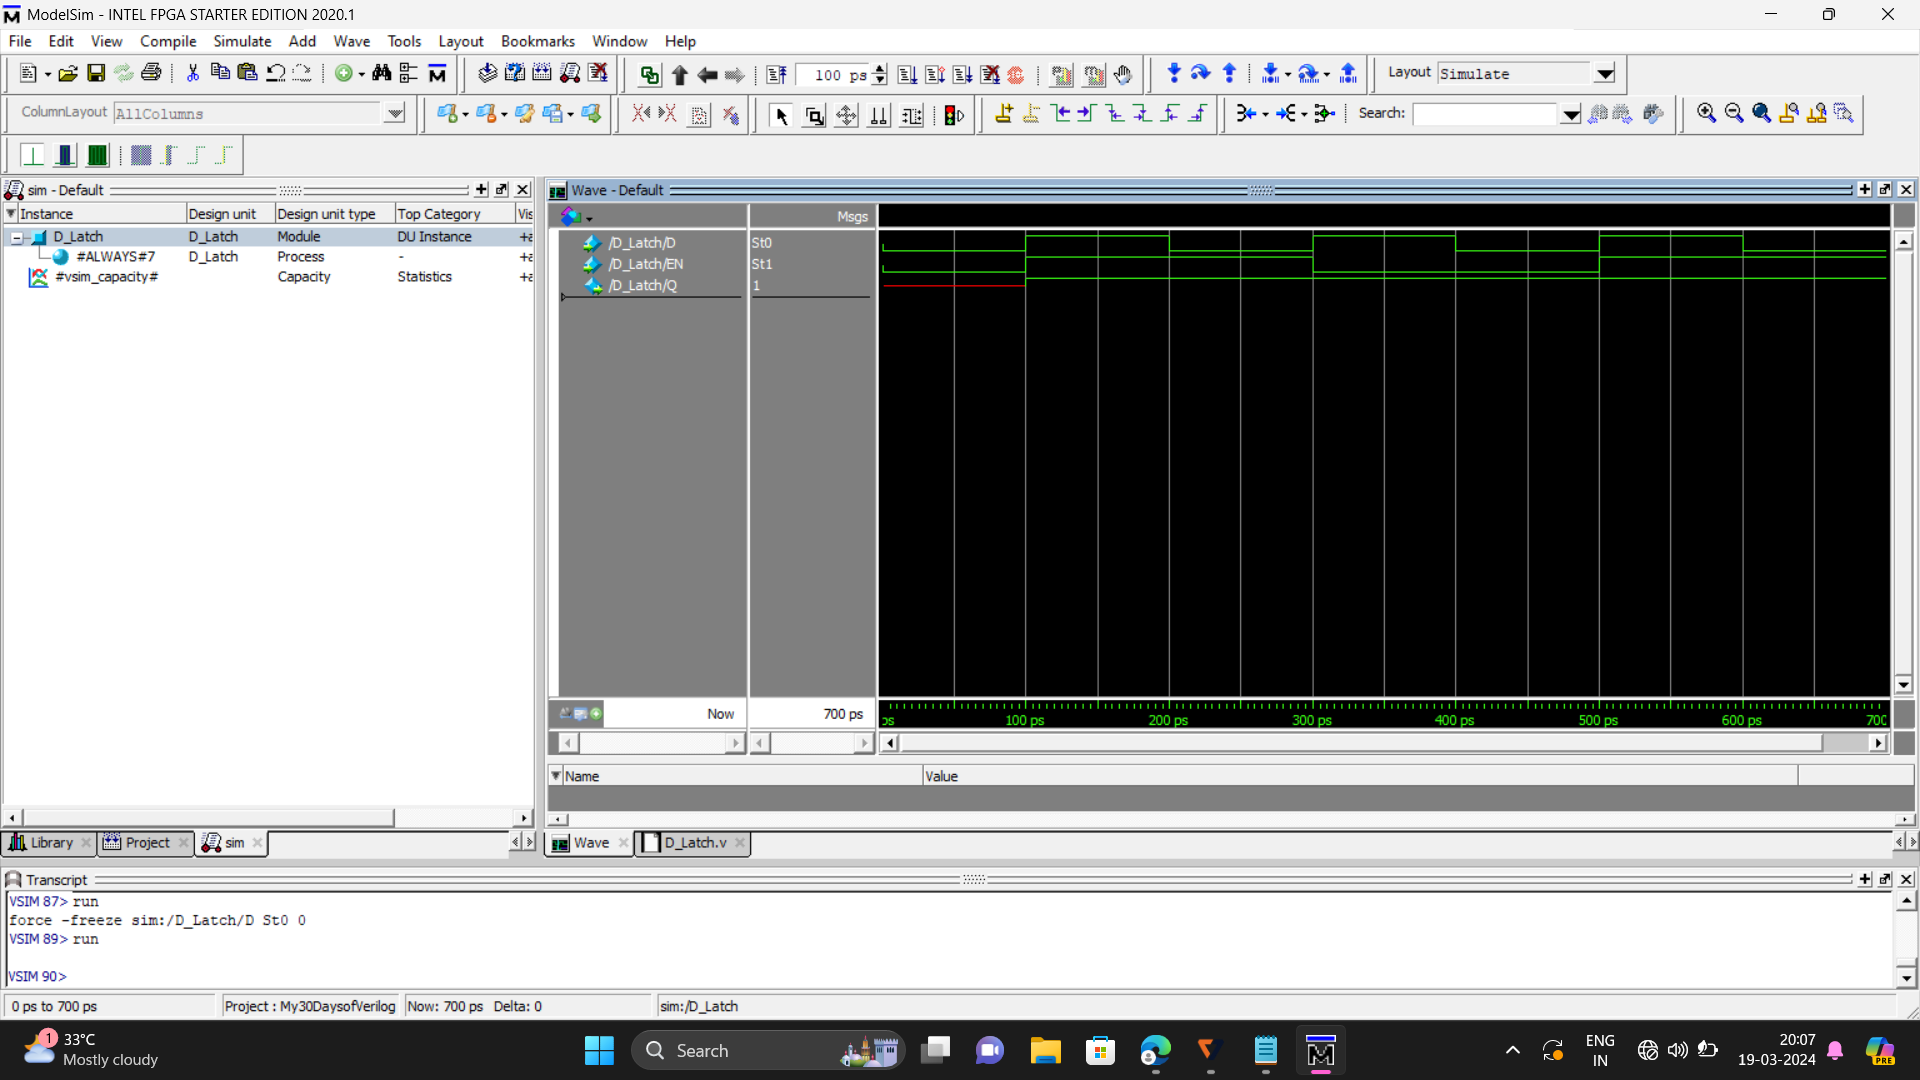 ModelSim - INTEL FPGA STARTER EDITION 2020.1
File Edit View Compile Simulate Add Wave Tools Layout Bookmarks Window Help
100 ps
Layout Simulate
ColumnLayout AllColumns
Search:
sim - Default
Instance Design unit Design unit type Top Category Vis
D_Latch D_Latch Module DU Instance +a
#ALWAYS#7 D_Latch Process - +a
#vsim_capacity# Capacity Statistics +a
Library Project sim
Wave - Default
Msgs
/D_Latch/D St0
/D_Latch/EN St1
/D_Latch/Q 1
Now 700 ps
ps 100 ps 200 ps 300 ps 400 ps 500 ps 600 ps 700
Name Value
Wave D_Latch.v
Transcript
VSIM 87> run
force -freeze sim:/D_Latch/D St0 0
VSIM 89> run
VSIM 90>
0 ps to 700 ps Project : My30DaysofVerilog Now: 700 ps Delta: 0 sim:/D_Latch
1
33°C
Mostly cloudy
Search
ENG
IN
20:07
19-03-2024
PRE